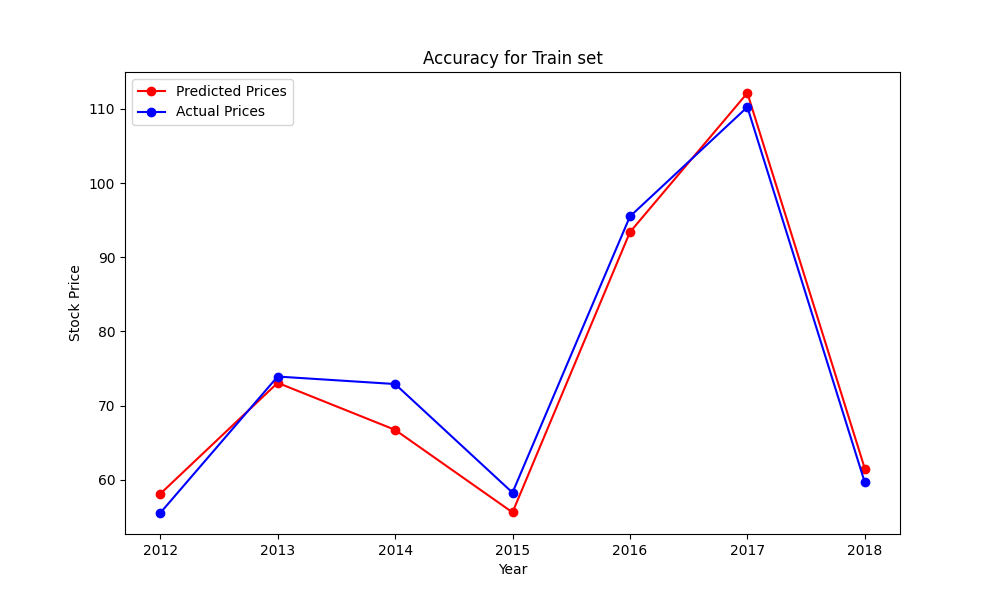 Accuracy for Train set
Predicted Prices
Actual Prices
110
100
90
80
70
60
Stock Price
2012 2013 2014 2015 2016 2017 2018
Year